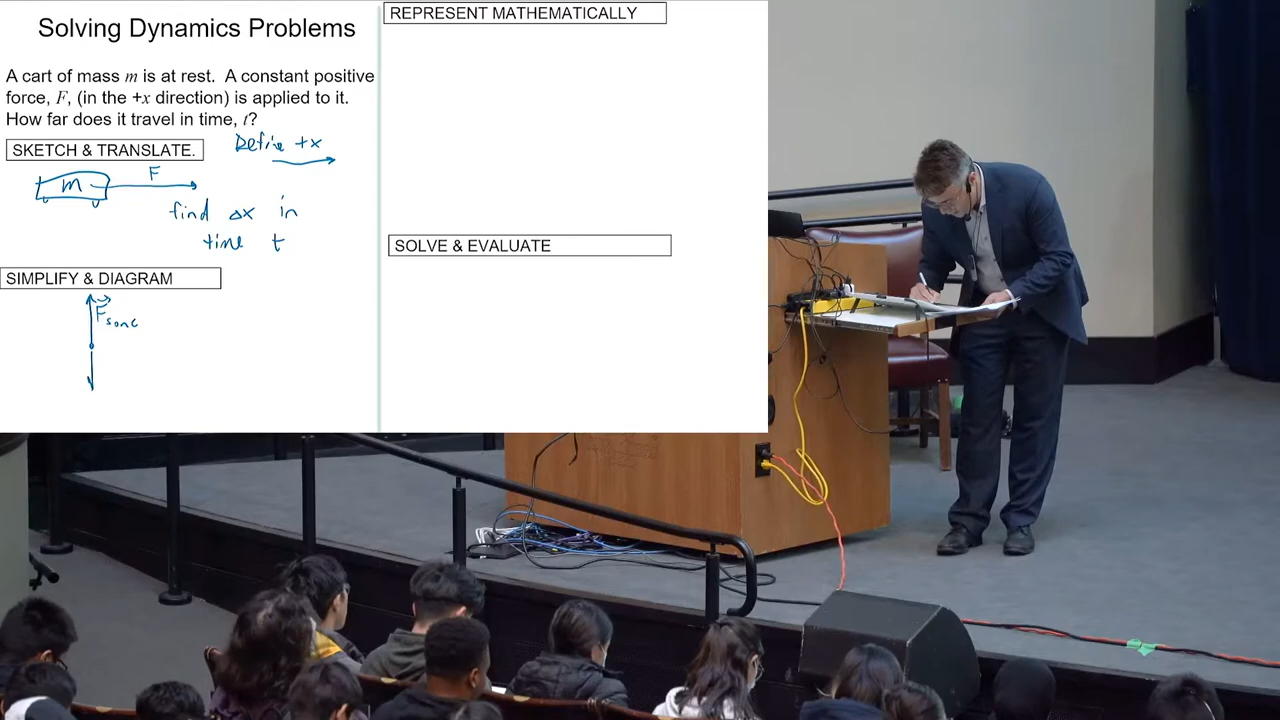 Solving Dynamics Problems
A cart of mass m is at rest. A constant positive
force, F, (in the +x direction) is applied to it.
How far does it travel in time, t?
Define +x
SKETCH & TRANSLATE.
m
F
find Δx in
time t
SIMPLIFY & DIAGRAM
F
REPRESENT MATHEMATICALLY
SOLVE & EVALUATE